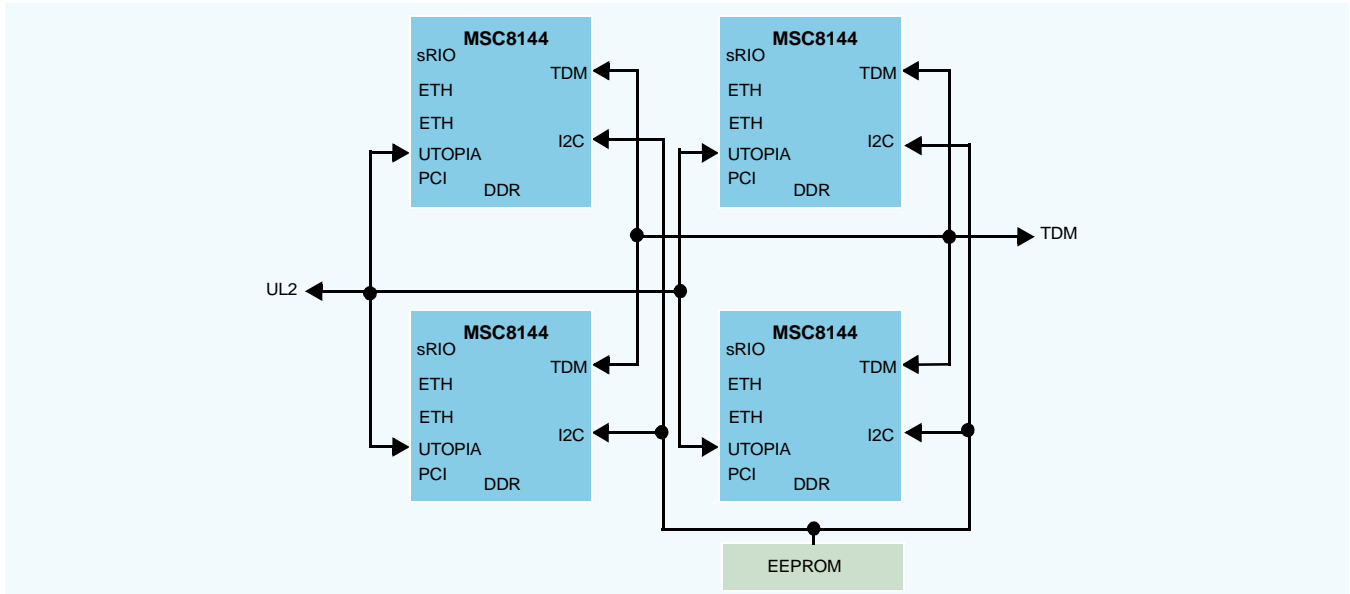 MSC8144
sRIO
TDM
ETH
ETH
I2C
UTOPIA
PCI
DDR
MSC8144
sRIO
TDM
ETH
ETH
I2C
UTOPIA
PCI
DDR
TDM
UL2
MSC8144
sRIO
TDM
ETH
ETH
I2C
UTOPIA
PCI
DDR
MSC8144
sRIO
TDM
ETH
ETH
I2C
UTOPIA
PCI
DDR
EEPROM